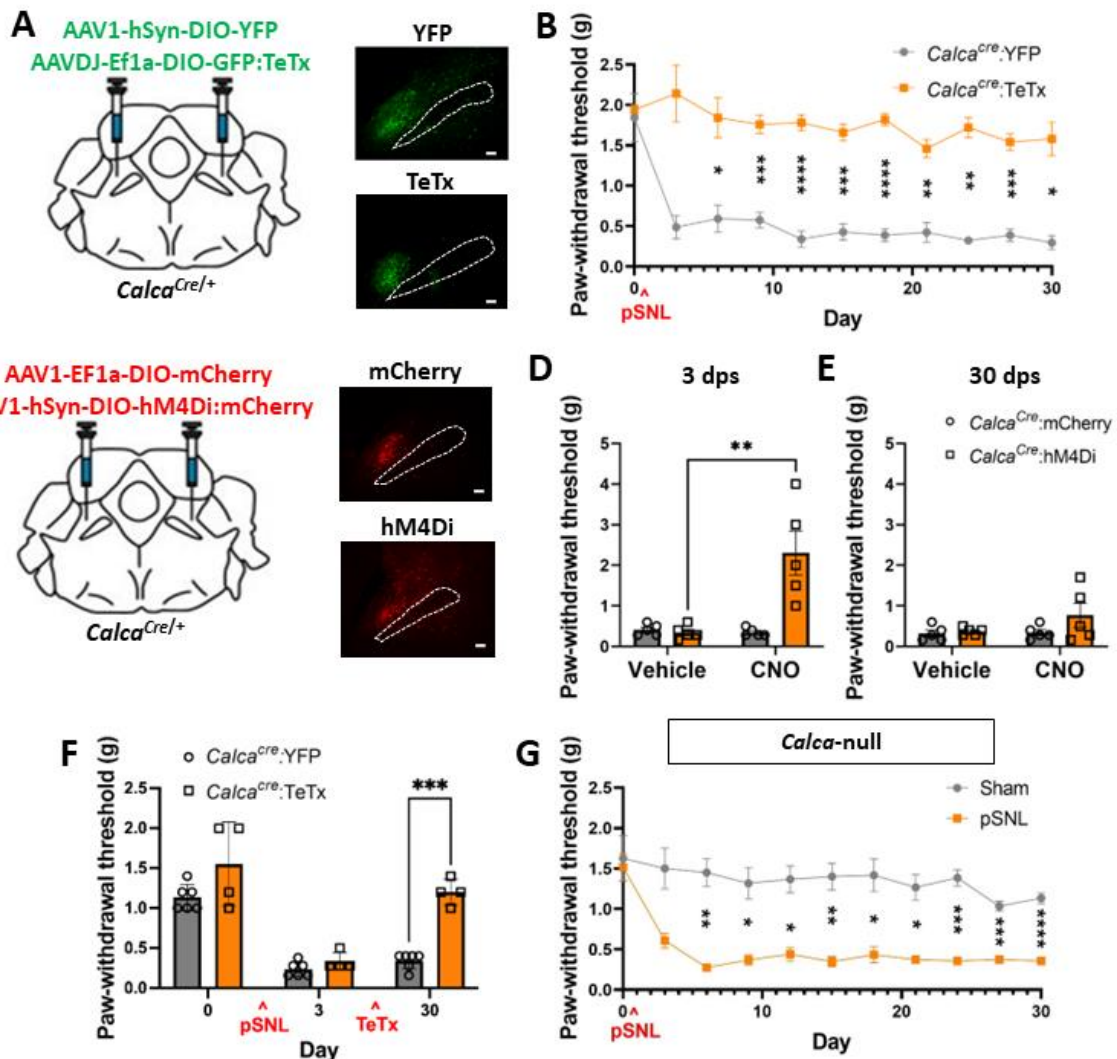 A
AAV1-hSyn-DIO-YFP
AAVDJ-Ef1a-DIO-GFP:TeTx
Calca^Cre/+
YFP
TeTx
B
Paw-withdrawal threshold (g)
2.5
2.0
1.5
1.0
0.5
0.0
Calca^cre:YFP
Calca^cre:TeTx
*
***
****
***
****
**
**
***
*
0
10
20
30
^
pSNL
Day
AAV1-EF1a-DIO-mCherry
V1-hSyn-DIO-hM4Di:mCherry
Calca^Cre/+
mCherry
hM4Di
D
3 dps
Paw-withdrawal threshold (g)
5
4
3
2
1
0
**
Vehicle
CNO
E
30 dps
Paw-withdrawal threshold (g)
5
4
3
2
1
0
Calca^Cre:mCherry
Calca^Cre:hM4Di
Vehicle
CNO
F
Paw-withdrawal threshold (g)
2.5
2.0
1.5
1.0
0.5
0.0
Calca^cre:YFP
Calca^cre:TeTx
***
0
3
30
^
pSNL
^
TeTx
Day
G
Calca-null
Paw-withdrawal threshold (g)
2.5
2.0
1.5
1.0
0.5
0.0
Sham
pSNL
**
*
*
**
*
*
***
***
****
0
10
20
30
^
pSNL
Day